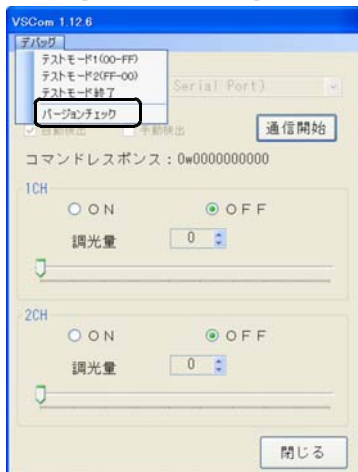 VSCom 1.12.6
デバッグ
テストモード1(00-FF)
テストモード2(FF-00)
テストモード終了
バージョンチェック
Serial Port)
自動検出 手動検出 通信開始
コマンドレスポンス：0w0000000000
1CH
ON OFF
調光量 0
2CH
ON OFF
調光量 0
閉じる